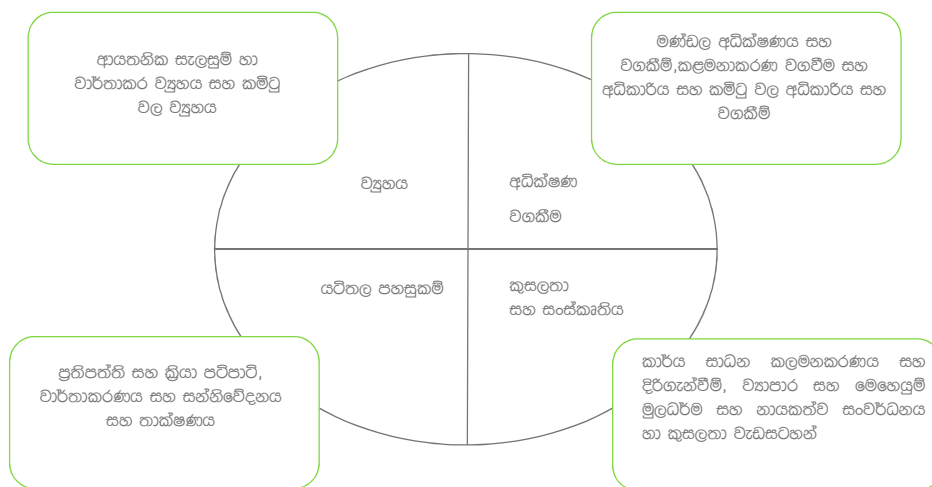 ආයතනික සැලසුම් හා
වාර්තාකර ව්‍යුහය සහ කමිටු
වල ව්‍යුහය
මණ්ඩල අධික්ෂණය සහ
වගකීම්,කළමනාකරණ වගවීම සහ
අධිකාරිය සහ කමිටු වල අධිකාරිය සහ
වගකීම්
ව්‍යුහය
අධික්ෂණ
වගකීම
යටිතල පහසුකම්
කුසලතා
සහ සංස්කෘතිය
ප්‍රතිපත්ති සහ ක්‍රියා පටිපාටි,
වාර්තාකරණය සහ සන්නිවේදනය
සහ තාක්ෂණය
කාර්ය සාධන කලමනකරණය සහ
දිරිගැන්වීම්, ව්‍යාපාර සහ මෙහෙයුම්
මුලධර්ම සහ නායකත්ව සංවර්ධනය
හා කුසලතා වැඩසටහන්